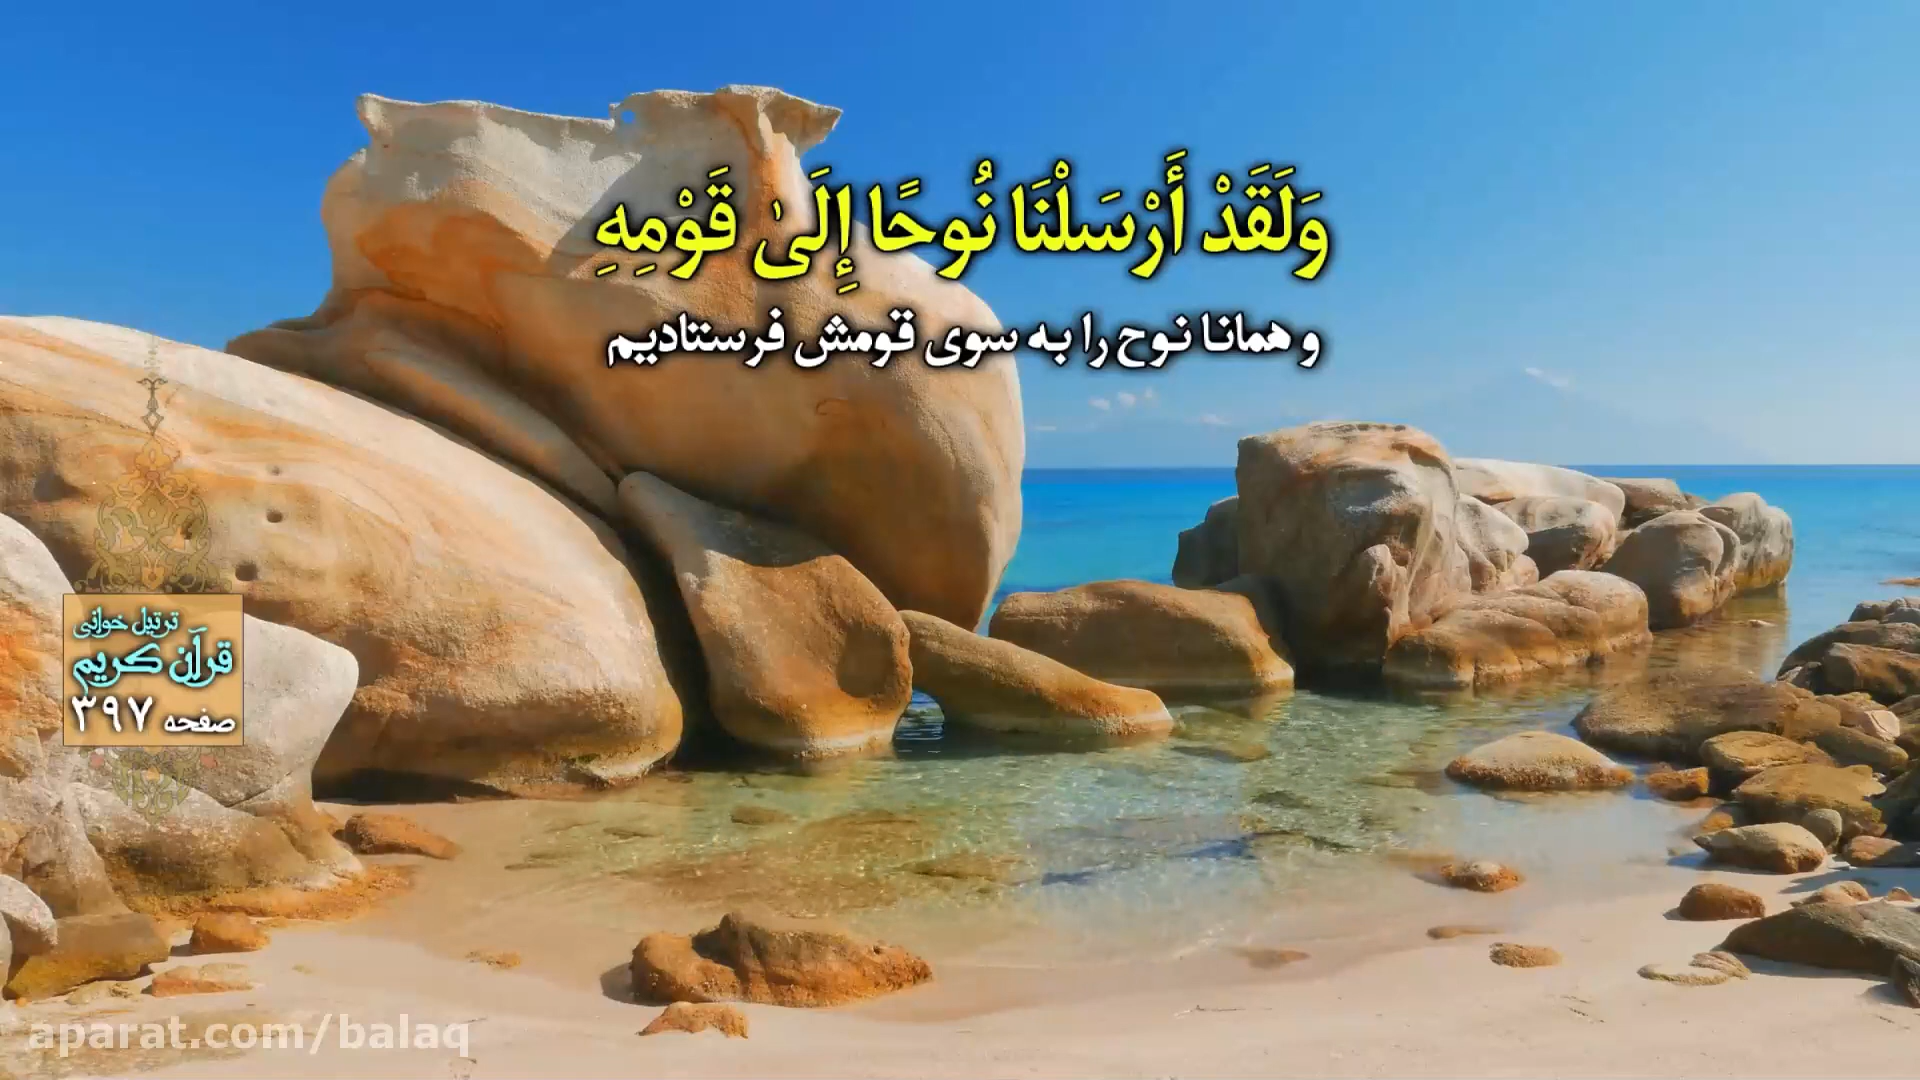 وَلَقَدْ أَرْسَلْنَا نُوحًا إِلَىٰ قَوْمِهِ
و همانا نوح را به سوی قومش فرستادیم
ترتیل خوانی
قرآن کریم
صفحه ۳۹۷
aparat.com/balaq